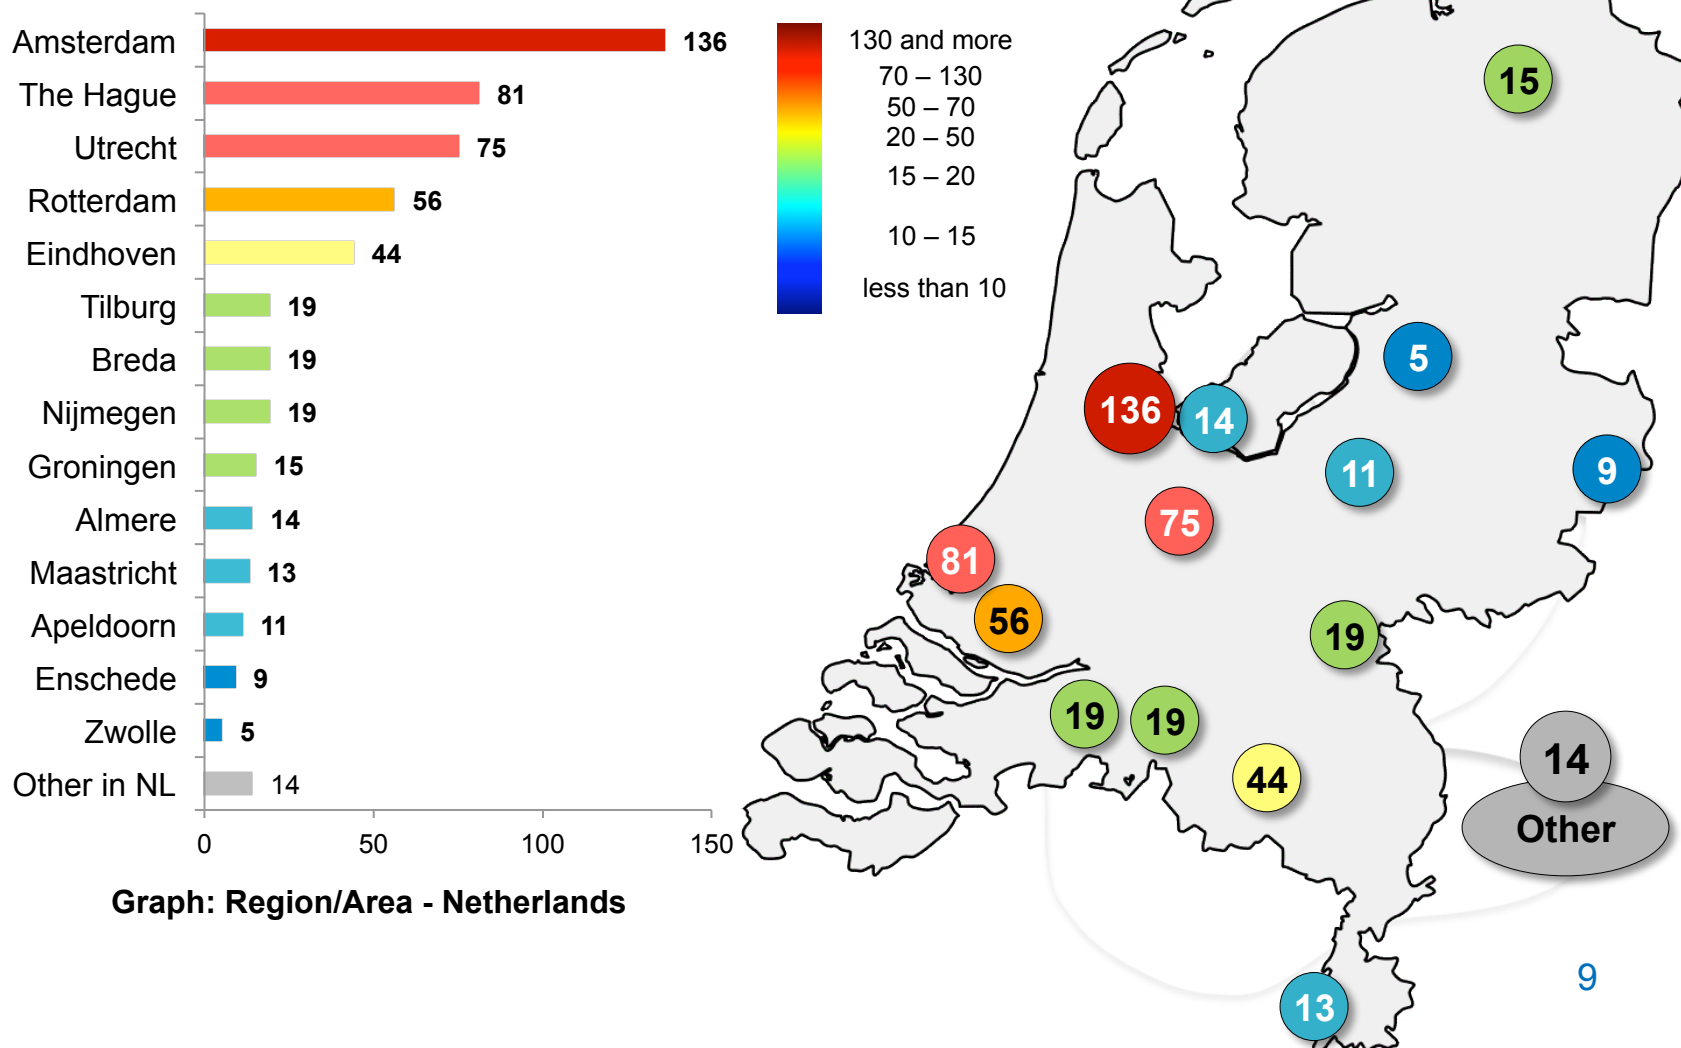 Amsterdam 136
The Hague 81
Utrecht 75
Rotterdam 56
Eindhoven 44
Tilburg 19
Breda 19
Nijmegen 19
Groningen 15
Almere 14
Maastricht 13
Apeldoorn 11
Enschede 9
Zwolle 5
Other in NL 14
0 50 100 150
Graph: Region/Area - Netherlands
130 and more
70 – 130
50 – 70
20 – 50
15 – 20
10 – 15
less than 10
15
5
136
14
11
9
75
81
56
19
19
19
44
14
Other
13
9